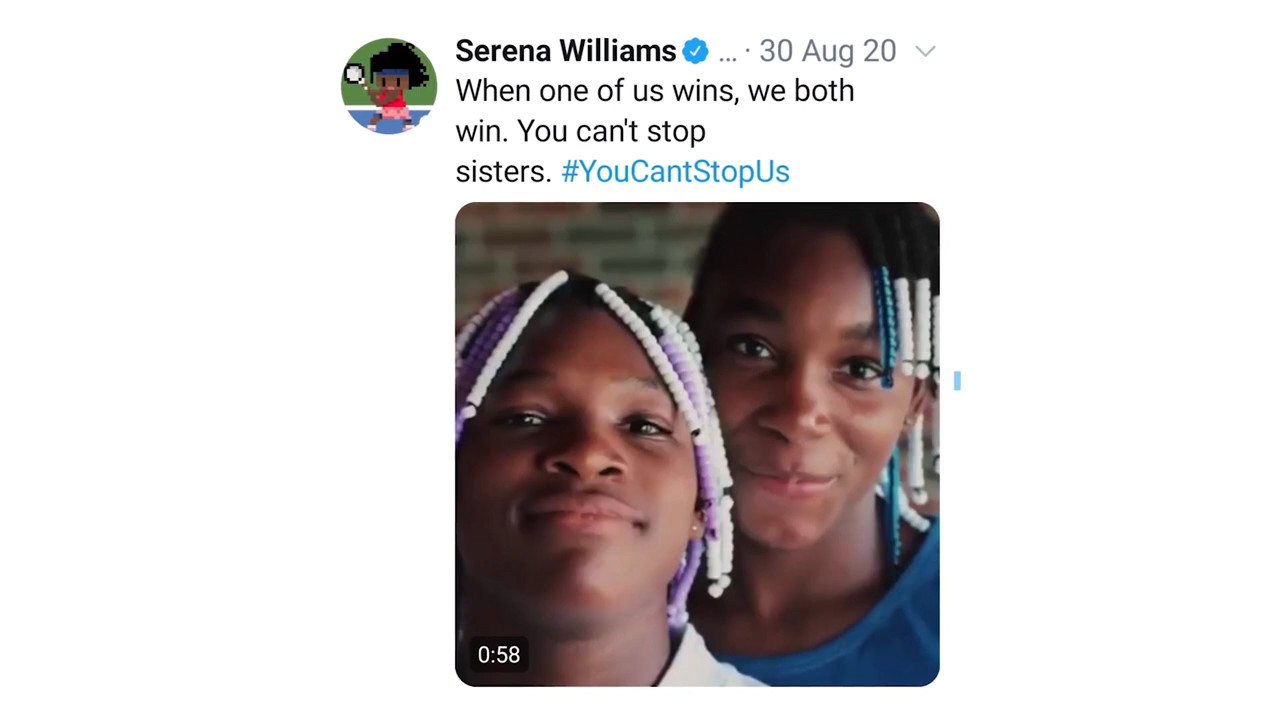 Serena Williams ... · 30 Aug 20
When one of us wins, we both
win. You can't stop
sisters. #YouCantStopUs
0:58